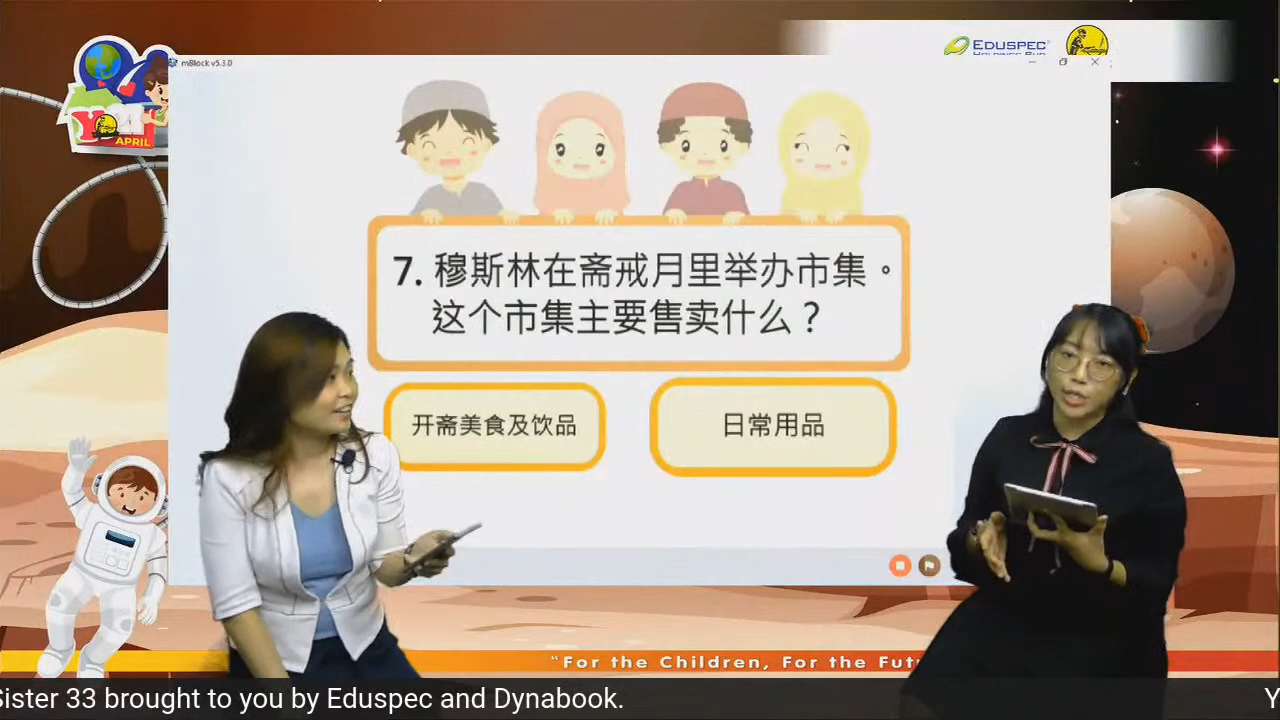 EDUSPEC
mBlock v5.3.0
APRIL
7. 穆斯林在斋戒月里举办市集。
这个市集主要售卖什么？
开斋美食及饮品
日常用品
"For the Children, For the Fut
Sister 33 brought to you by Eduspec and Dynabook.
Y